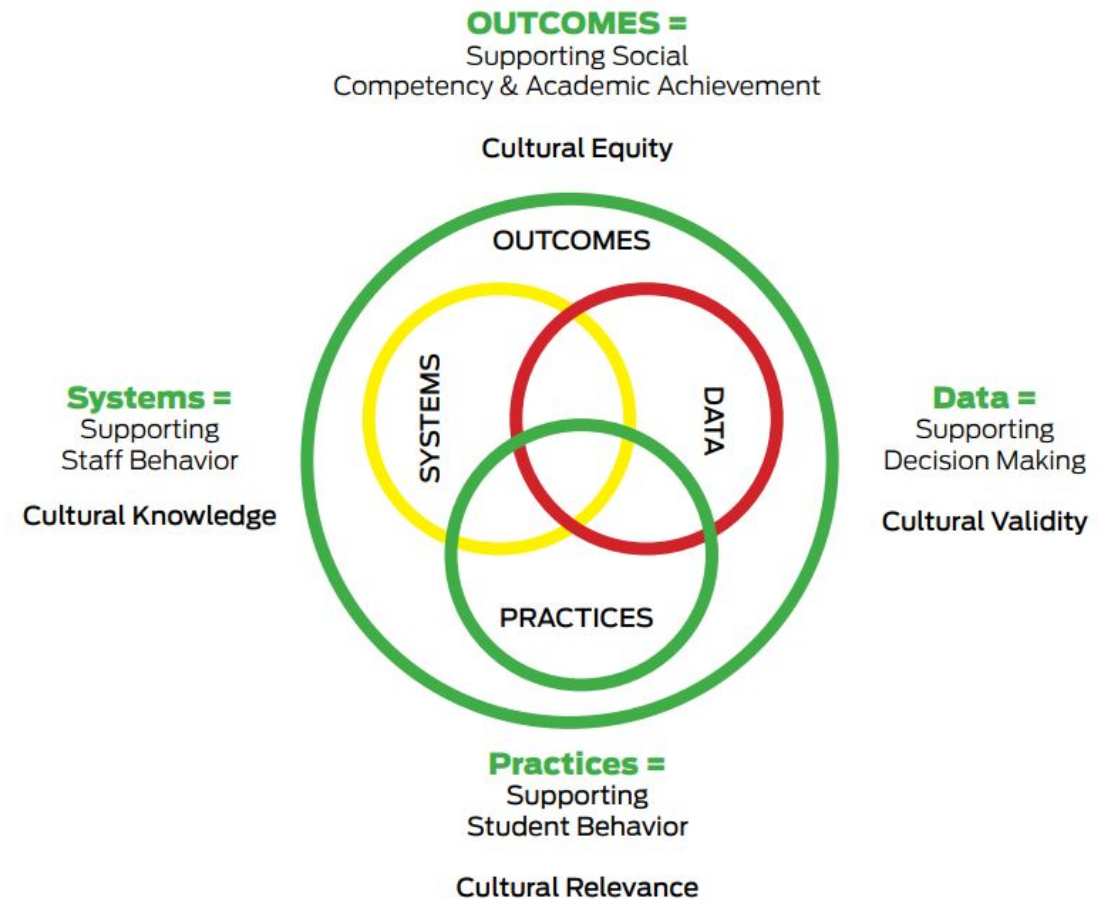 OUTCOMES =
Supporting Social
Competency & Academic Achievement
Cultural Equity
OUTCOMES
SYSTEMS
DATA
PRACTICES
Systems =
Supporting
Staff Behavior
Cultural Knowledge
Data =
Supporting
Decision Making
Cultural Validity
Practices =
Supporting
Student Behavior
Cultural Relevance